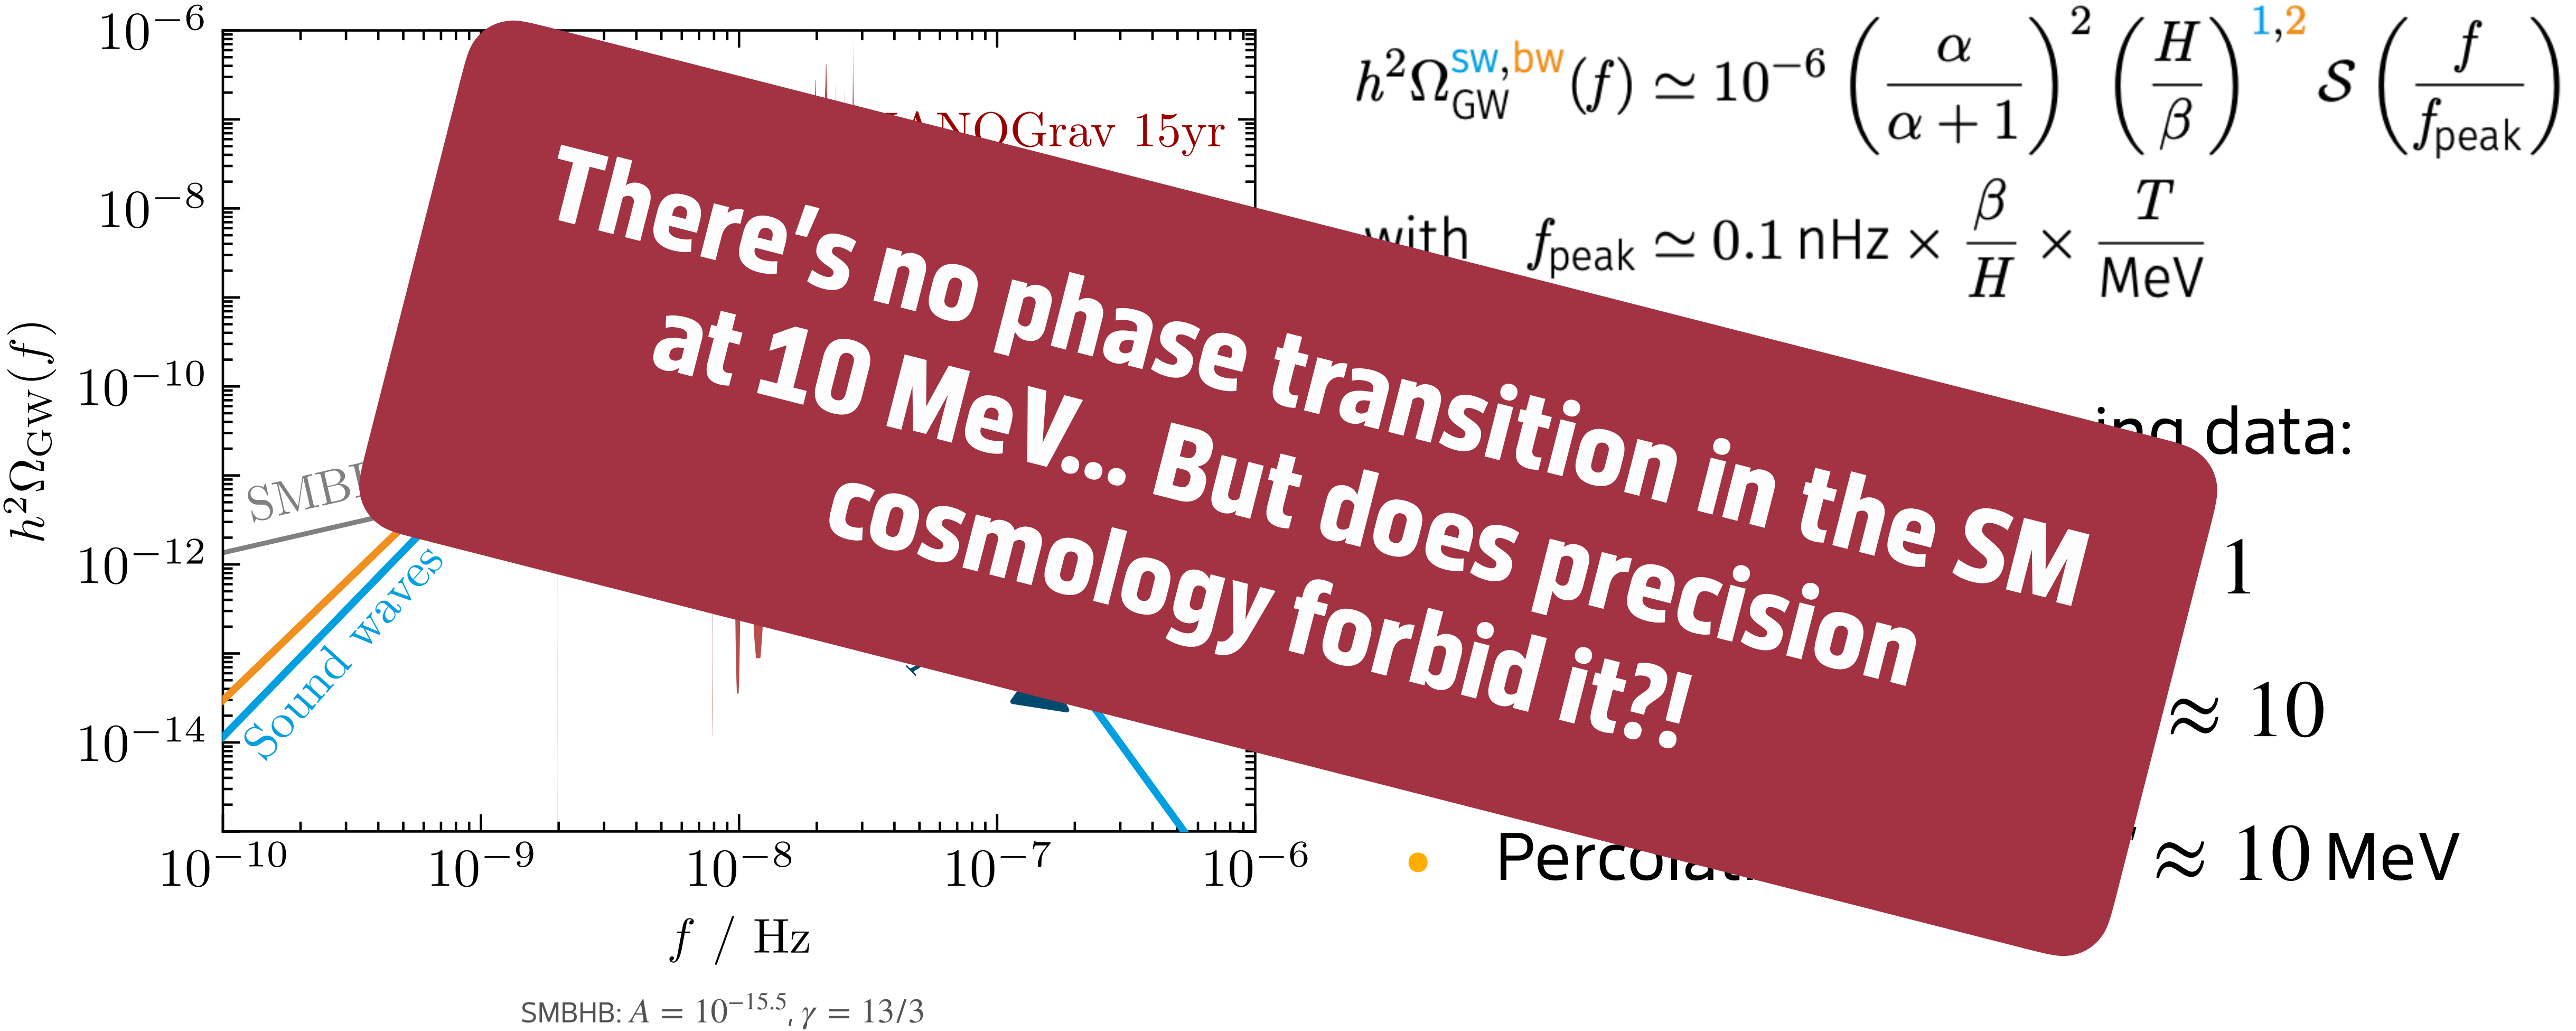 10⁻⁶
10⁻⁸
10⁻¹⁰
10⁻¹²
10⁻¹⁴
h²Ω_GW(f)
10⁻¹⁰ 10⁻⁹ 10⁻⁸ 10⁻⁷ 10⁻⁶
f / Hz
NANOGrav 15yr
Sound waves
SMBHB: A = 10⁻¹⁵·⁵, γ = 13/3
h²Ω_GW^{sw,bw}(f) ≃ 10⁻⁶ (α/(α + 1))² (H/β)^{1,2} 𝒮(f/f_peak)
with f_peak ≃ 0.1 nHz × β/H × T/MeV
There's no phase transition in the SM
at 10 MeV... But does precision
cosmology forbid it?!
data:
1
≈ 10
• ≈ 10 MeV